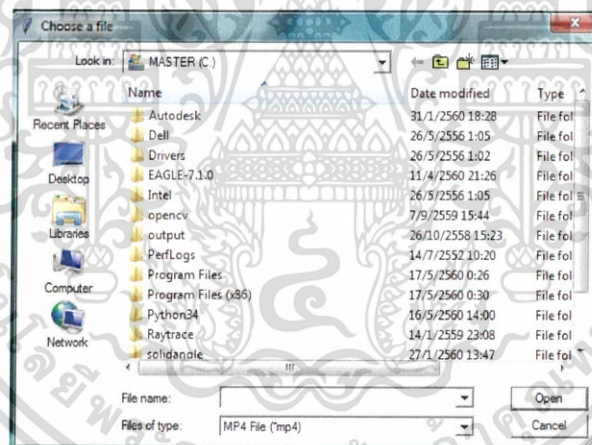 Choose a file
Look in: MASTER (C:)
Name Date modified Type
Recent Places
Desktop
Libraries
Computer
Network
Autodesk 31/1/2560 18:28 File fol
Dell 26/5/2556 1:05 File fol
Drivers 26/5/2556 1:02 File fol
EAGLE-7.1.0 11/4/2560 21:26 File fol
Intel 26/5/2556 1:05 File fol
opencv 7/9/2559 15:44 File fol
output 26/10/2558 15:23 File fol
PerfLogs 14/7/2552 10:20 File fol
Program Files 17/5/2560 0:26 File fol
Program Files (x86) 17/5/2560 0:30 File fol
Python34 16/5/2560 14:00 File fol
Raytrace 14/1/2559 23:08 File fol
solidangle 27/1/2560 13:47 File fol
File name: Open
Files of type: MP4 File (*mp4) Cancel